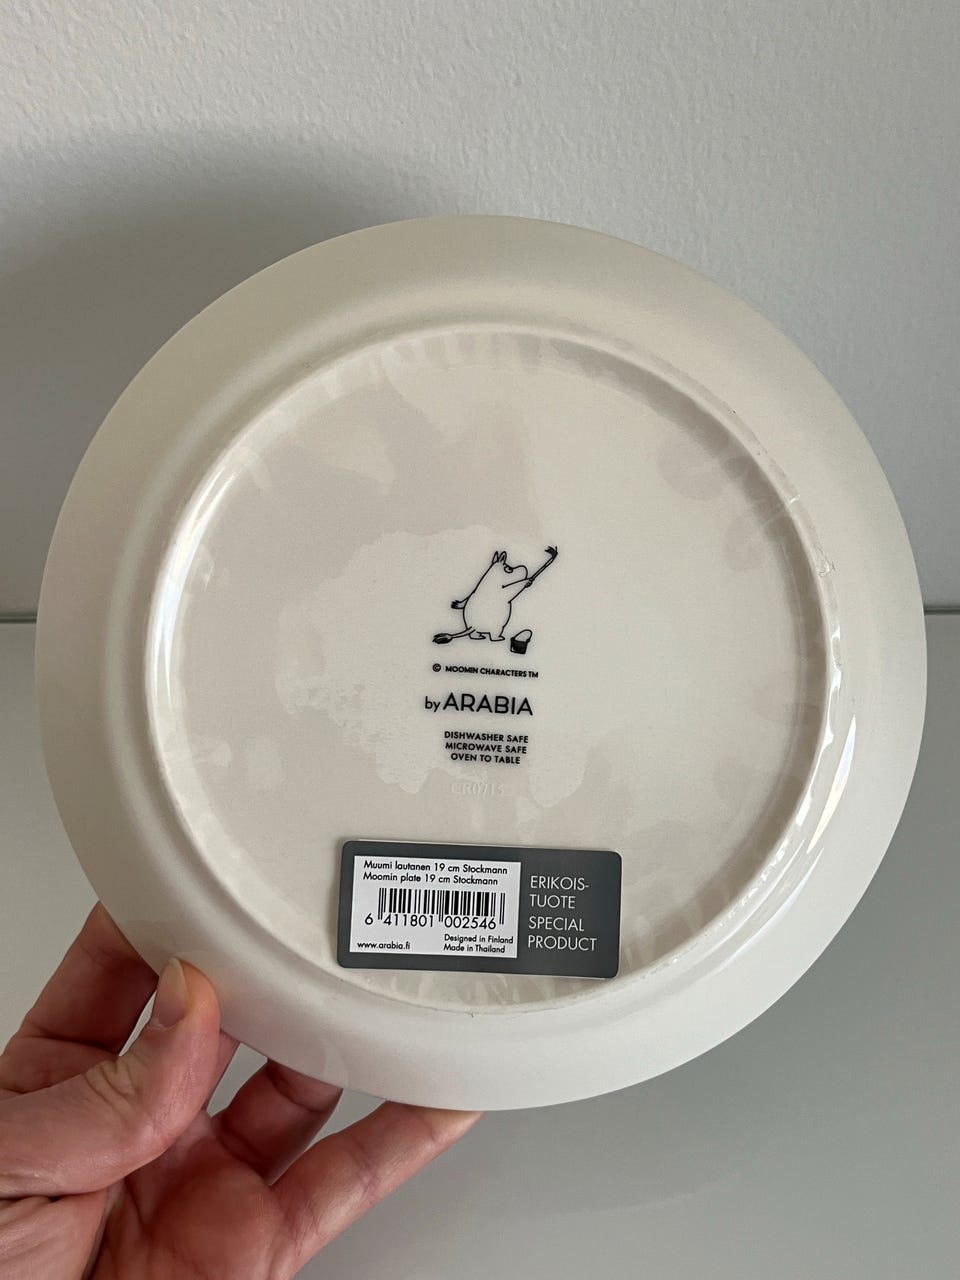 © MOOMIN CHARACTERS TM
by ARABIA
DISHWASHER SAFE
MICROWAVE SAFE
OVEN TO TABLE
CR0715
Muumi lautanen 19 cm Stockmann
Moomin plate 19 cm Stockmann
6 411801 002546
www.arabia.fi
Designed in Finland
Made in Thailand
ERIKOIS-
TUOTE
SPECIAL
PRODUCT